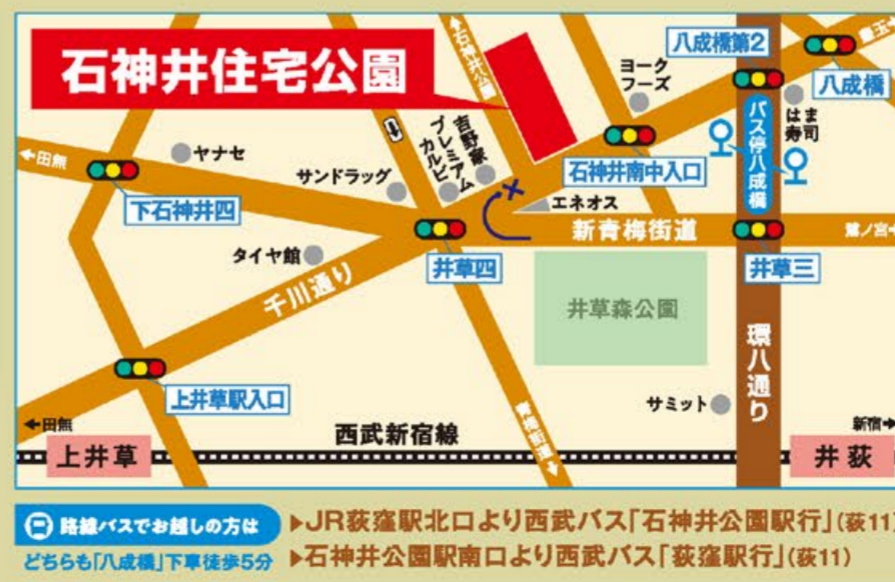 石神井住宅公園
↑石神井公園
八成橋第2
八成橋
ヨーク
フーズ
はま
寿司
バス停八成橋
←田無
ヤナセ
サンドラッグ
プレミアム
カルビ
吉野家
石神井南中入口
エネオス
下石神井四
新青梅街道
鷺ノ宮→
タイヤ館
井草四
井草三
千川通り
井草森公園
環八通り
上井草駅入口
サミット
青梅街道↓
←田無
西武新宿線
新宿→
上井草
井荻
路線バスでお越しの方は
どちらも「八成橋」下車徒歩5分
▶JR荻窪駅北口より西武バス「石神井公園駅行」(荻11)
▶石神井公園駅南口より西武バス「荻窪駅行」(荻11)